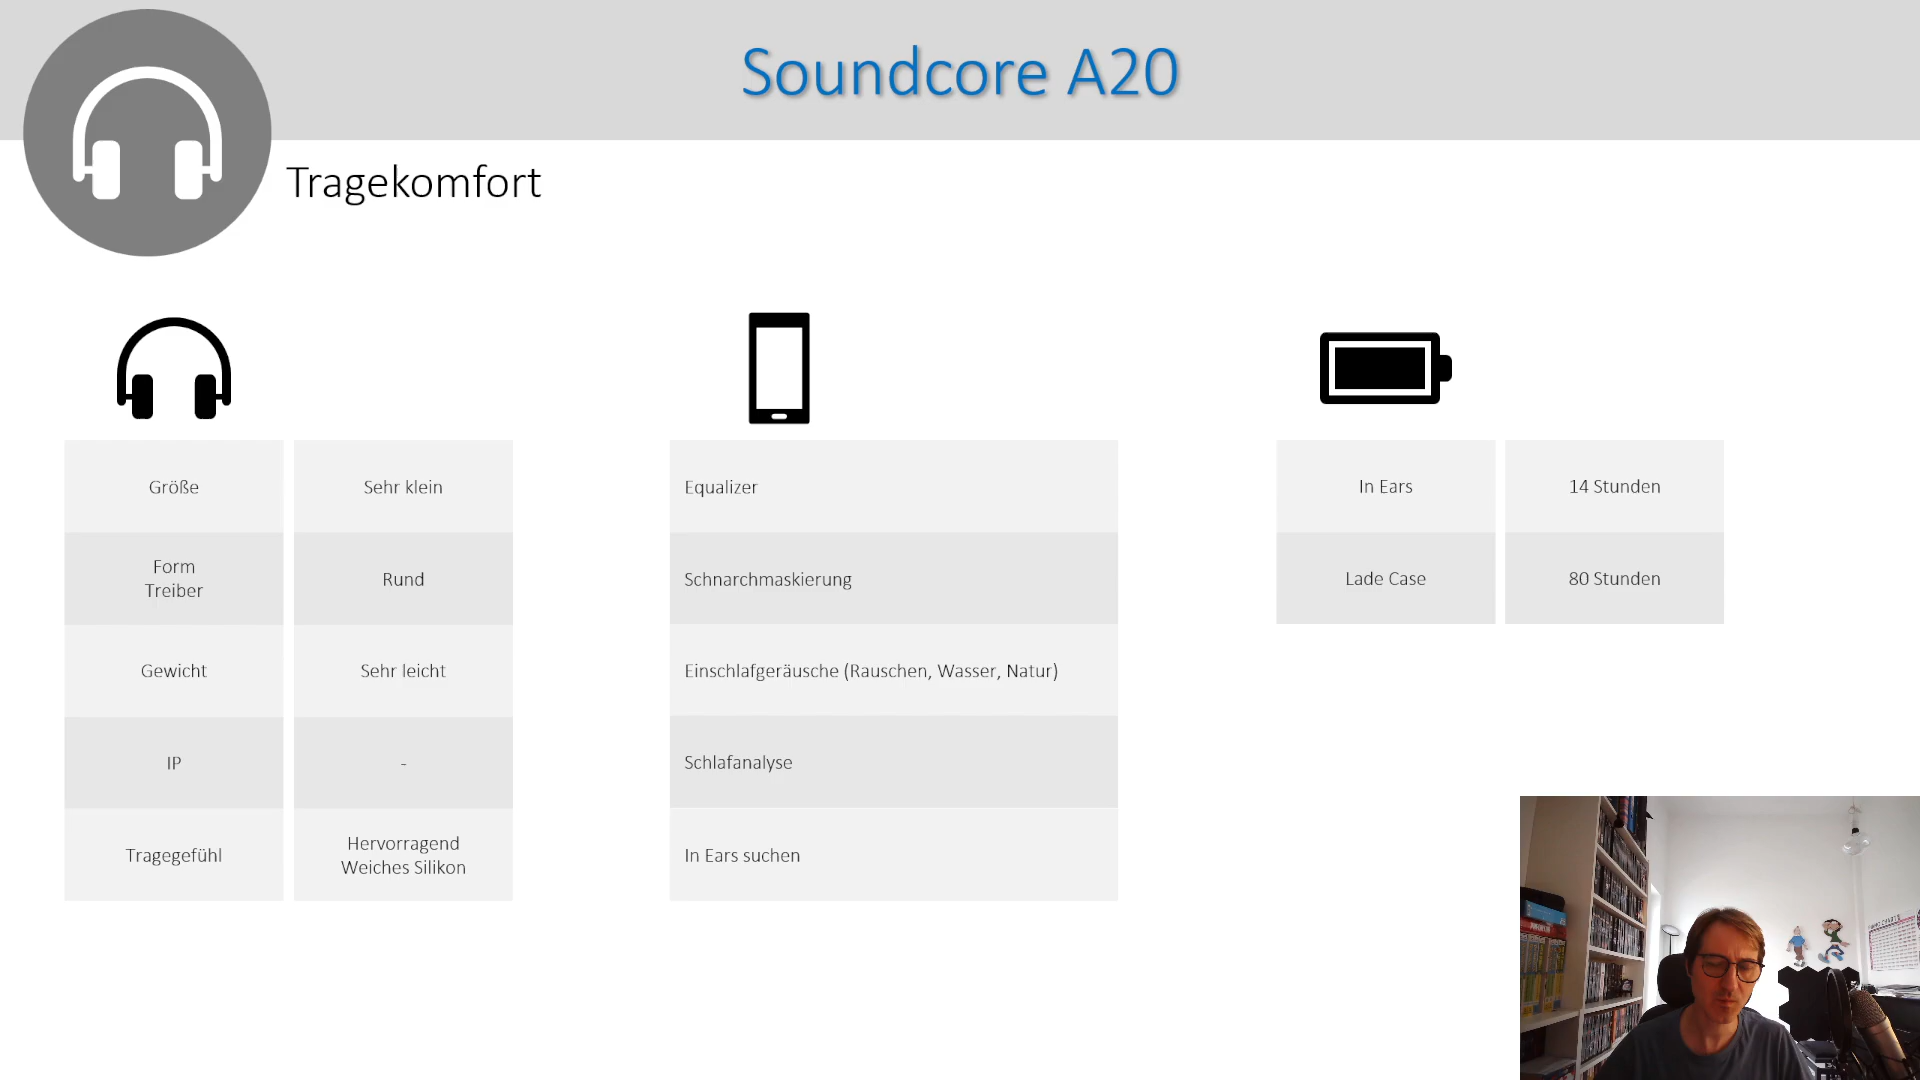 Soundcore A20
Tragekomfort
Größe
Sehr klein
Form
Treiber
Rund
Gewicht
Sehr leicht
IP
-
Tragegefühl
Hervorragend
Weiches Silikon
Equalizer
Schnarchmaskierung
Einschlafgeräusche (Rauschen, Wasser, Natur)
Schlafanalyse
In Ears suchen
In Ears
14 Stunden
Lade Case
80 Stunden